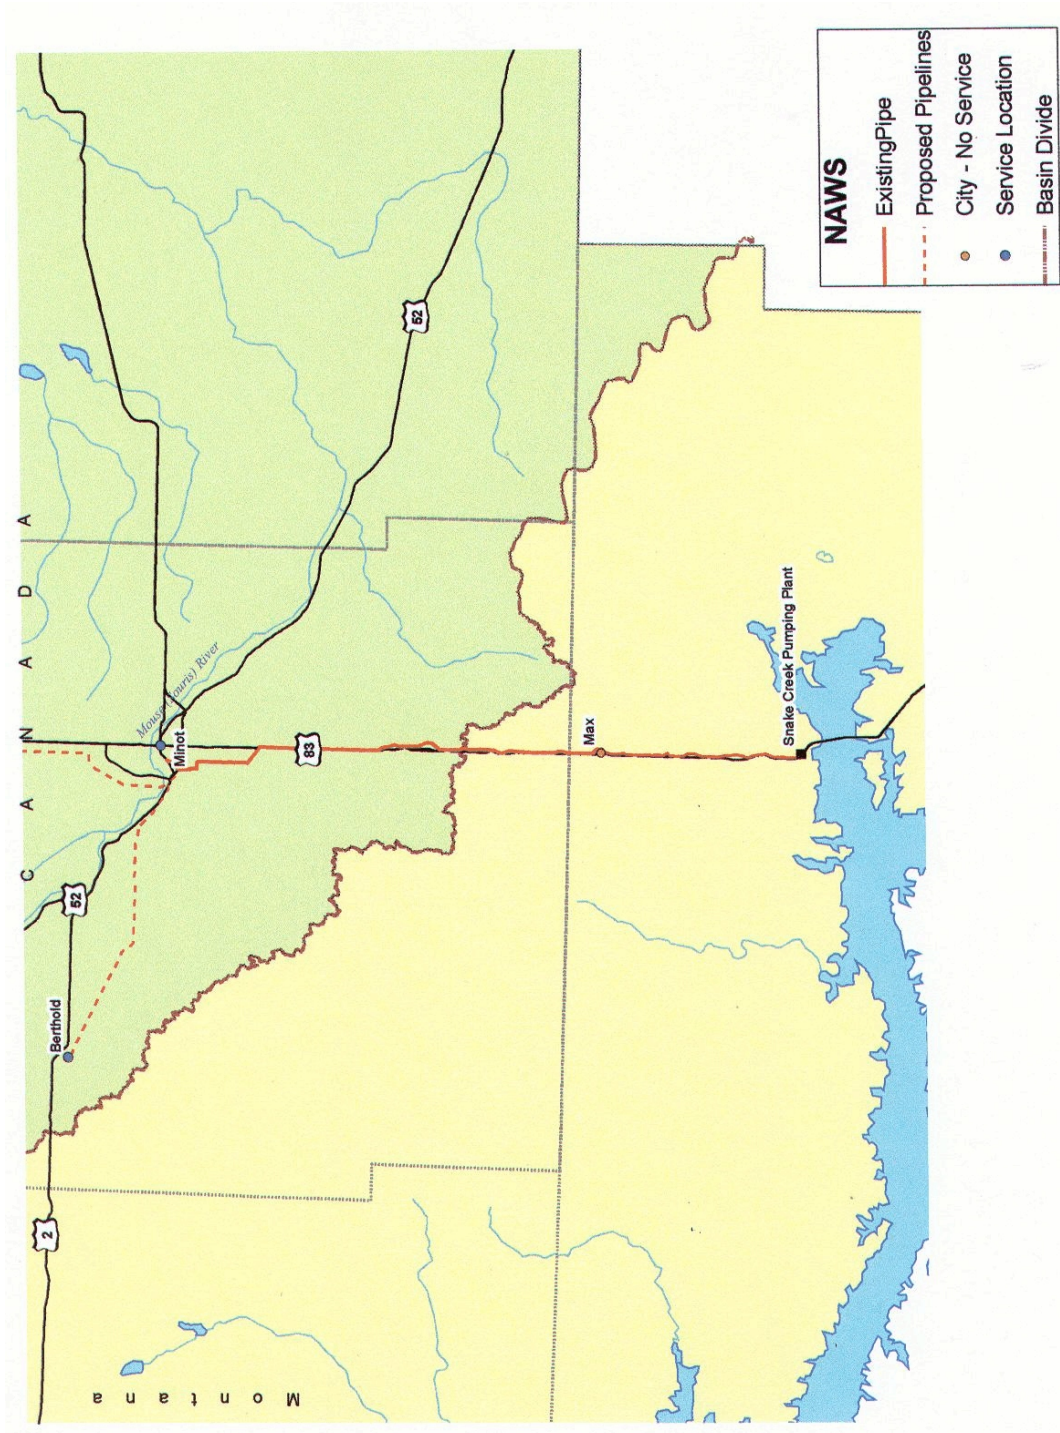 C A N A D A
Montana
2
Berthold
52
Minot
Mouse (Souris) River
83
52
Max
Snake Creek Pumping Plant
NAWS
ExistingPipe
Proposed Pipelines
City - No Service
Service Location
Basin Divide